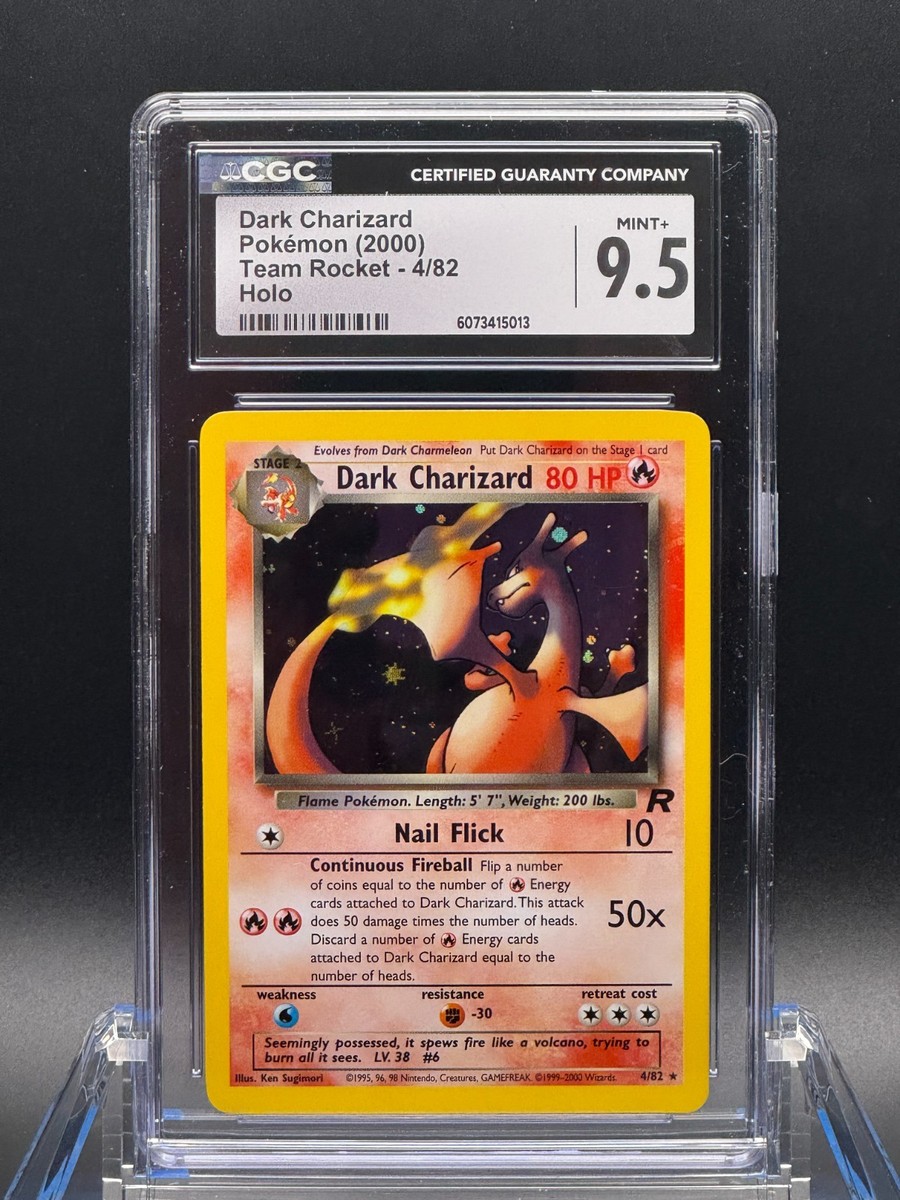 CGC
CERTIFIED GUARANTY COMPANY
Dark Charizard
Pokémon (2000)
Team Rocket - 4/82
Holo
MINT+
9.5
6073415013
Evolves from Dark Charmeleon Put Dark Charizard on the Stage 1 card
STAGE 2
Dark Charizard 80 HP
Flame Pokémon. Length: 5' 7", Weight: 200 lbs.
R
Nail Flick 10
Continuous Fireball Flip a number
of coins equal to the number of Energy
cards attached to Dark Charizard. This attack
does 50 damage times the number of heads.
Discard a number of Energy cards
attached to Dark Charizard equal to the
number of heads.
50x
weakness resistance retreat cost
-30
Seemingly possessed, it spews fire like a volcano, trying to
burn all it sees. LV. 38 #6
Illus. Ken Sugimori ©1995, 96, 98 Nintendo, Creatures, GAMEFREAK. ©1999-2000 Wizards. 4/82 ★